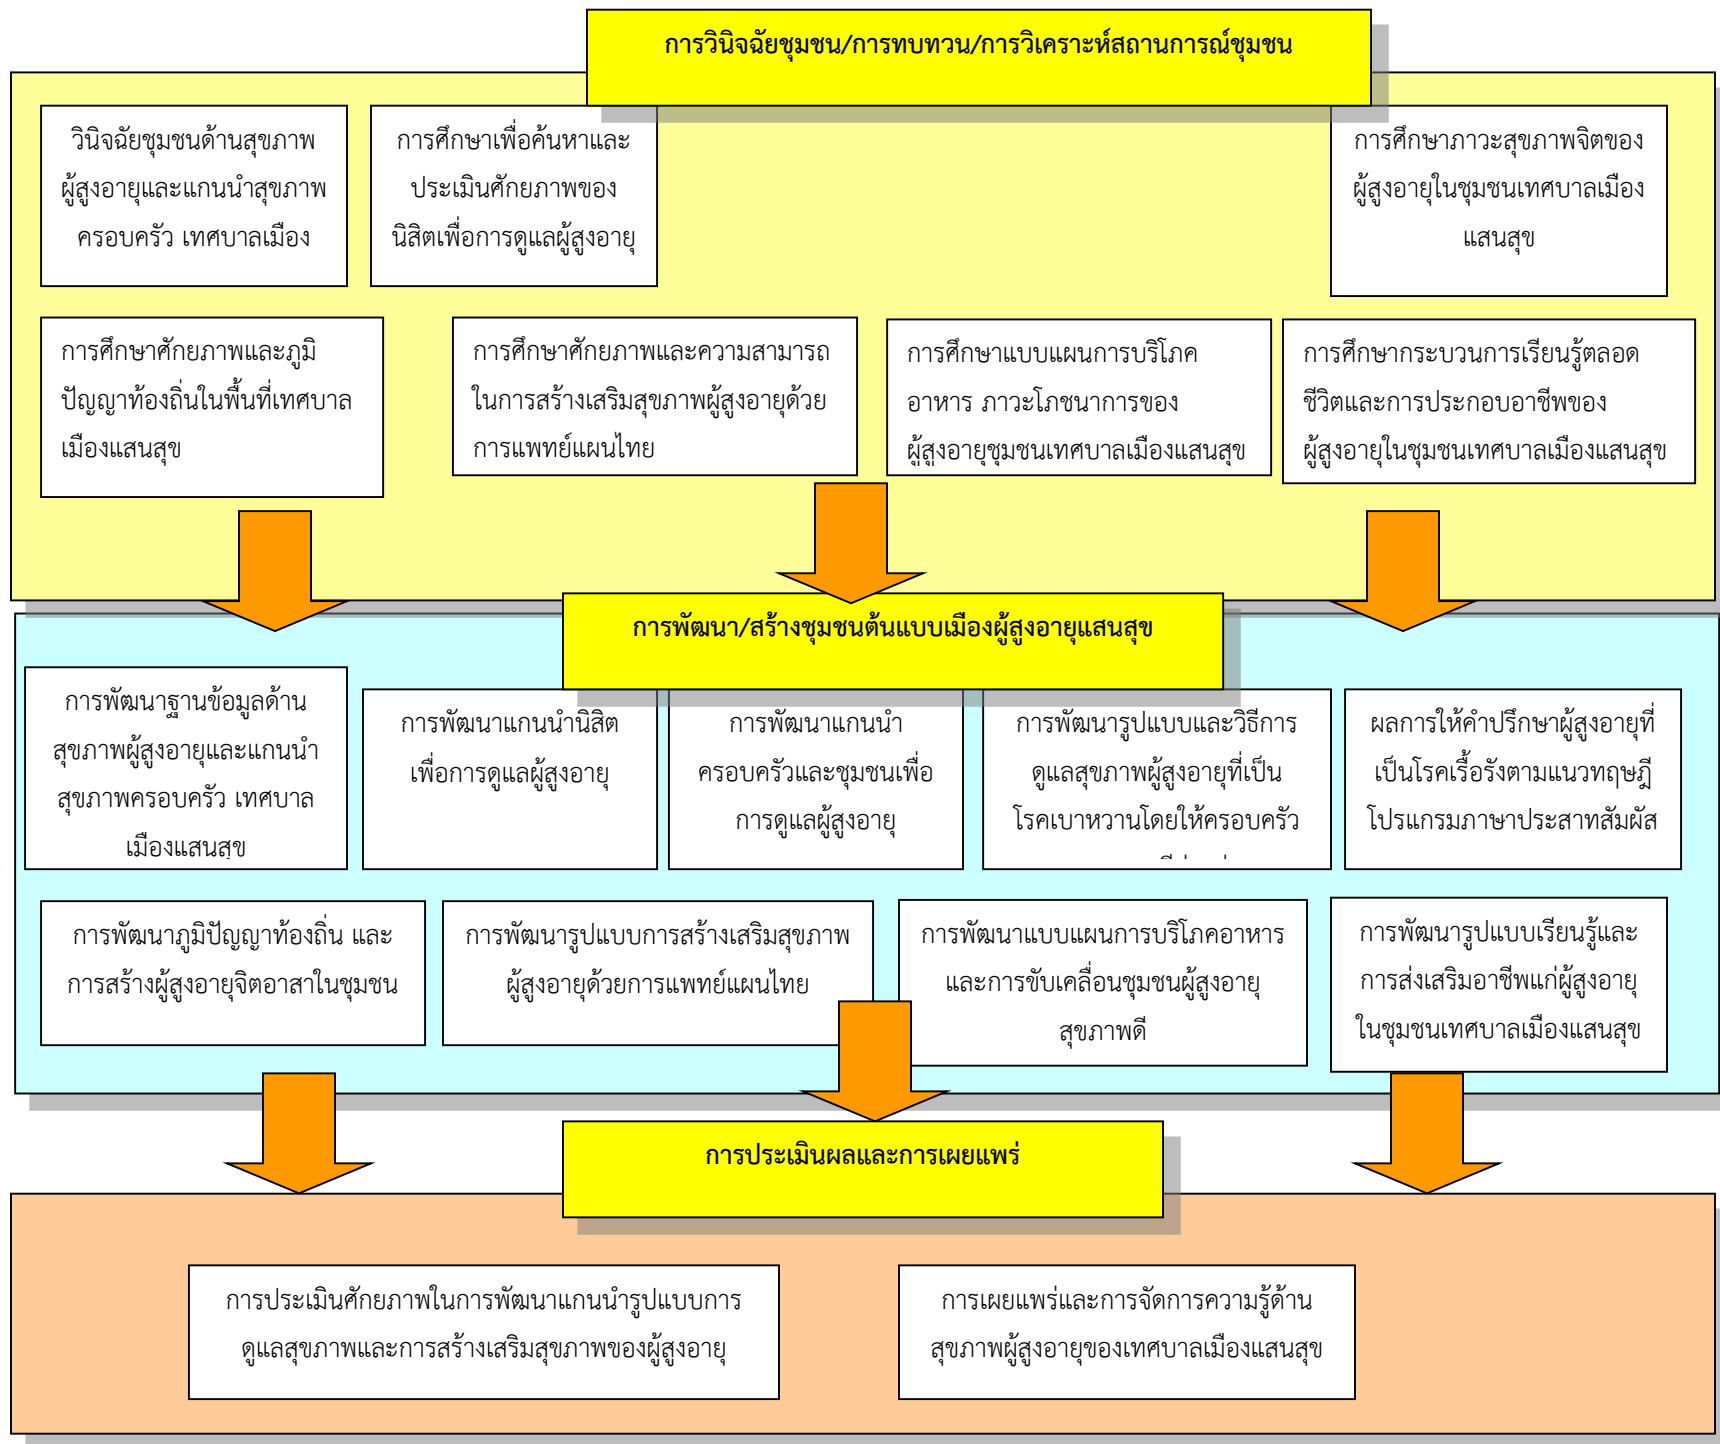 การวินิจฉัยชุมชน/การทบทวน/การวิเคราะห์สถานการณ์ชุมชน
วินิจฉัยชุมชนด้านสุขภาพ
ผู้สูงอายุและแกนนำสุขภาพ
ครอบครัว เทศบาลเมือง
การศึกษาเพื่อค้นหาและ
ประเมินศักยภาพของ
นิสิตเพื่อการดูแลผู้สูงอายุ
การศึกษาภาวะสุขภาพจิตของ
ผู้สูงอายุในชุมชนเทศบาลเมือง
แสนสุข
การศึกษาศักยภาพและภูมิ
ปัญญาท้องถิ่นในพื้นที่เทศบาล
เมืองแสนสุข
การศึกษาศักยภาพและความสามารถ
ในการสร้างเสริมสุขภาพผู้สูงอายุด้วย
การแพทย์แผนไทย
การศึกษาแบบแผนการบริโภค
อาหาร ภาวะโภชนาการของ
ผู้สูงอายุชุมชนเทศบาลเมืองแสนสุข
การศึกษากระบวนการเรียนรู้ตลอด
ชีวิตและการประกอบอาชีพของ
ผู้สูงอายุในชุมชนเทศบาลเมืองแสนสุข
การพัฒนา/สร้างชุมชนต้นแบบเมืองผู้สูงอายุแสนสุข
การพัฒนาฐานข้อมูลด้าน
สุขภาพผู้สูงอายุและแกนนำ
สุขภาพครอบครัว เทศบาล
เมืองแสนสุข
การพัฒนาแกนนำนิสิต
เพื่อการดูแลผู้สูงอายุ
การพัฒนาแกนนำ
ครอบครัวและชุมชนเพื่อ
การดูแลผู้สูงอายุ
การพัฒนารูปแบบและวิธีการ
ดูแลสุขภาพผู้สูงอายุที่เป็น
โรคเบาหวานโดยให้ครอบครัว
ผลการให้คำปรึกษาผู้สูงอายุที่
เป็นโรคเรื้อรังตามแนวทฤษฎี
โปรแกรมภาษาประสาทสัมผัส
การพัฒนาภูมิปัญญาท้องถิ่น และ
การสร้างผู้สูงอายุจิตอาสาในชุมชน
การพัฒนารูปแบบการสร้างเสริมสุขภาพ
ผู้สูงอายุด้วยการแพทย์แผนไทย
การพัฒนาแบบแผนการบริโภคอาหาร
และการขับเคลื่อนชุมชนผู้สูงอายุ
สุขภาพดี
การพัฒนารูปแบบเรียนรู้และ
การส่งเสริมอาชีพแก่ผู้สูงอายุ
ในชุมชนเทศบาลเมืองแสนสุข
การประเมินผลและการเผยแพร่
การประเมินศักยภาพในการพัฒนาแกนนำรูปแบบการ
ดูแลสุขภาพและการสร้างเสริมสุขภาพของผู้สูงอายุ
การเผยแพร่และการจัดการความรู้ด้าน
สุขภาพผู้สูงอายุของเทศบาลเมืองแสนสุข